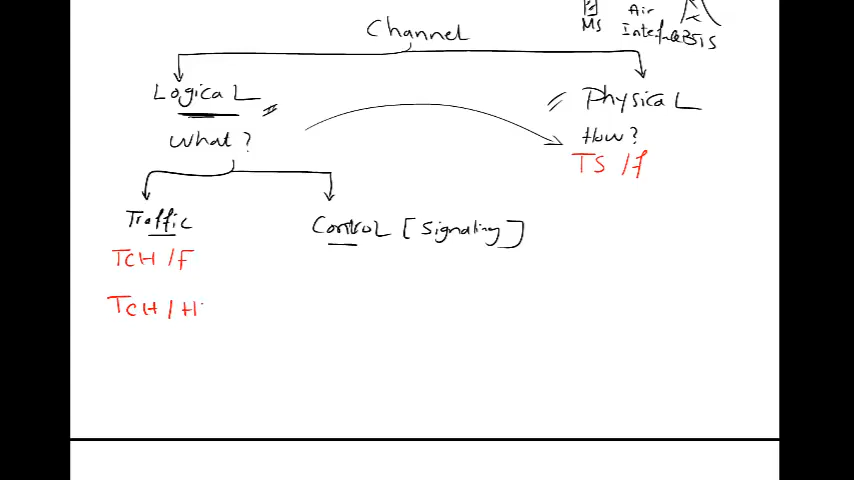 MS
Air
Interface
BTS
Channel
Logical
Physical
What?
How?
TS / f
Traffic
Control [Signaling]
TCH / F
TCH / H